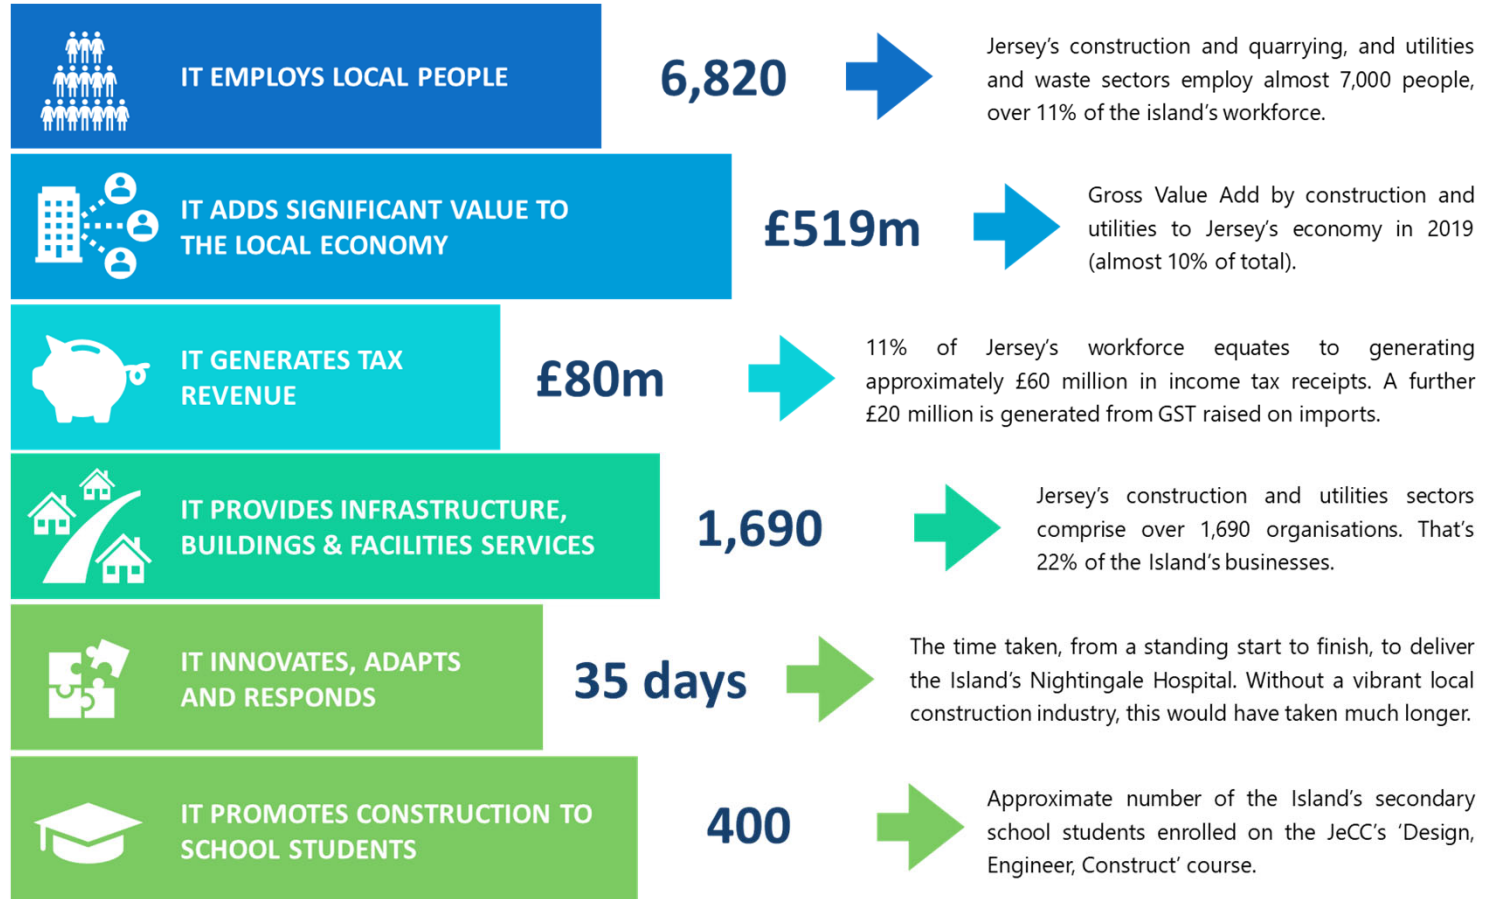 IT EMPLOYS LOCAL PEOPLE
6,820
Jersey's construction and quarrying, and utilities
and waste sectors employ almost 7,000 people,
over 11% of the island's workforce.
IT ADDS SIGNIFICANT VALUE TO
THE LOCAL ECONOMY
£519m
Gross Value Add by construction and
utilities to Jersey's economy in 2019
(almost 10% of total).
IT GENERATES TAX
REVENUE
£80m
11% of Jersey's workforce equates to generating
approximately £60 million in income tax receipts. A further
£20 million is generated from GST raised on imports.
IT PROVIDES INFRASTRUCTURE,
BUILDINGS & FACILITIES SERVICES
1,690
Jersey's construction and utilities sectors
comprise over 1,690 organisations. That's
22% of the Island's businesses.
IT INNOVATES, ADAPTS
AND RESPONDS
35 days
The time taken, from a standing start to finish, to deliver
the Island's Nightingale Hospital. Without a vibrant local
construction industry, this would have taken much longer.
IT PROMOTES CONSTRUCTION TO
SCHOOL STUDENTS
400
Approximate number of the Island's secondary
school students enrolled on the JeCC's 'Design,
Engineer, Construct' course.